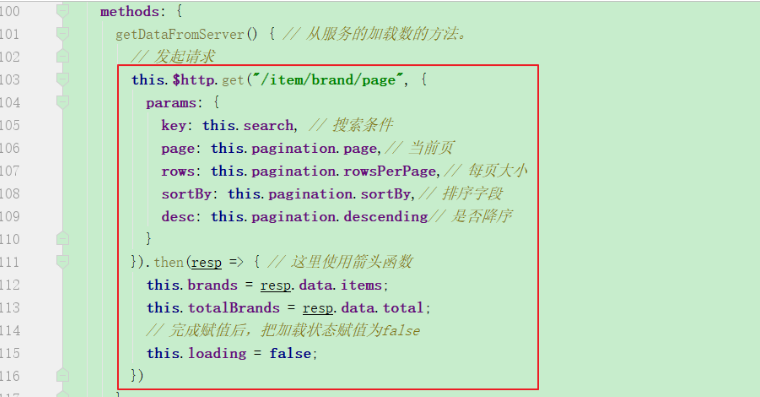 100 methods: {
101 getDataFromServer() { // 从服务的加载数的方法。
102 // 发起请求
103 this.$http.get("/item/brand/page", {
104 params: {
105 key: this.search, // 搜索条件
106 page: this.pagination.page,// 当前页
107 rows: this.pagination.rowsPerPage,// 每页大小
108 sortBy: this.pagination.sortBy,// 排序字段
109 desc: this.pagination.descending// 是否降序
110 }
111 }).then(resp => { // 这里使用箭头函数
112 this.brands = resp.data.items;
113 this.totalBrands = resp.data.total;
114 // 完成赋值后，把加载状态赋值为false
115 this.loading = false;
116 })